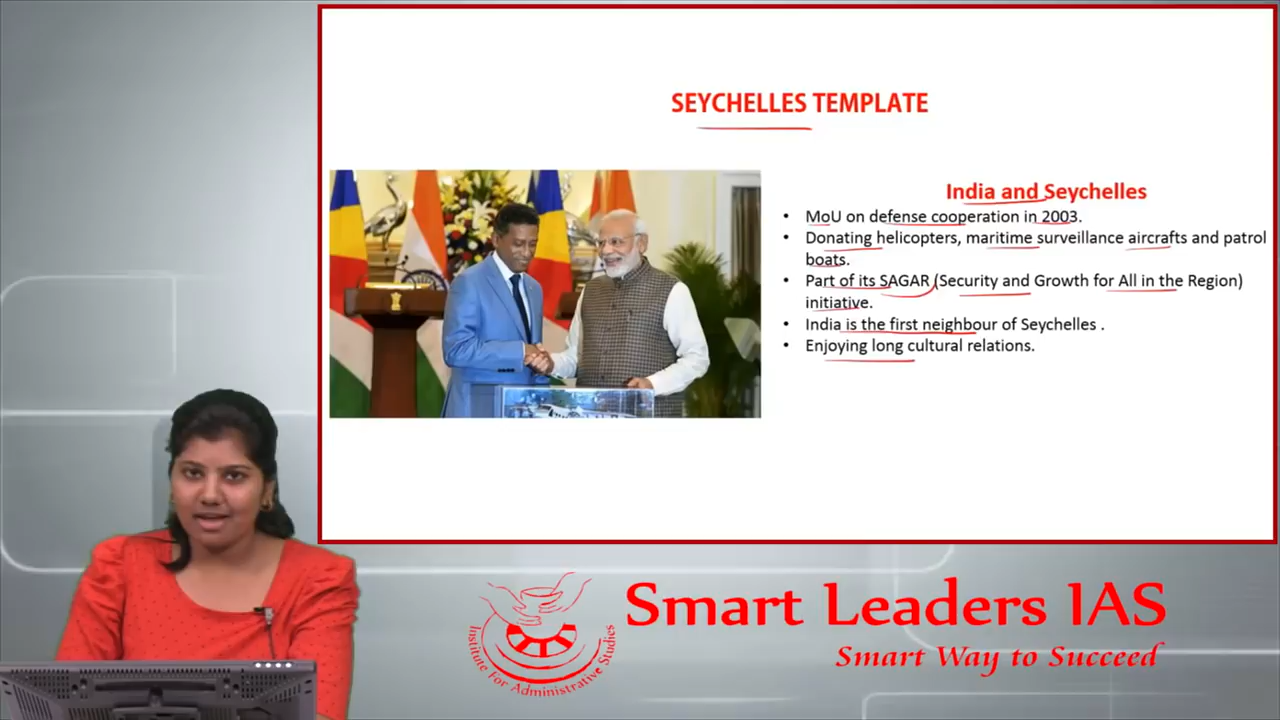 SEYCHELLES TEMPLATE
India and Seychelles
• MoU on defense cooperation in 2003.
• Donating helicopters, maritime surveillance aircrafts and patrol
boats.
• Part of its SAGAR (Security and Growth for All in the Region)
initiative.
• India is the first neighbour of Seychelles .
• Enjoying long cultural relations.
Institute For Administrative Studies
Smart Leaders IAS
Smart Way to Succeed